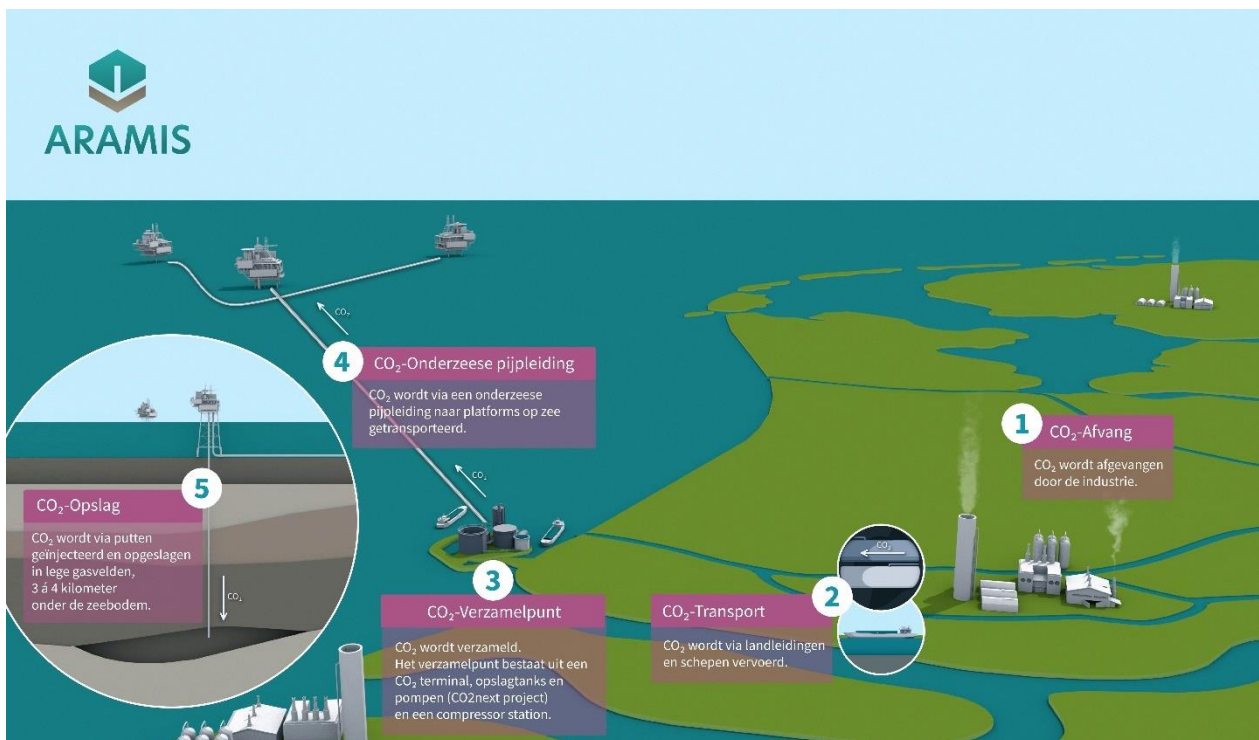 ARAMIS
CO₂
4
CO₂-Onderzeese pijpleiding
CO₂ wordt via een onderzeese
pijpleiding naar platforms op zee
getransporteerd.
1
CO₂-Afvang
CO₂ wordt afgevangen
door de industrie.
CO₂
5
CO₂-Opslag
CO₂ wordt via putten
geïnjecteerd en opgeslagen
in lege gasvelden,
3 á 4 kilometer
onder de zeebodem.
CO₂
3
CO₂-Verzamelpunt
CO₂ wordt verzameld.
Het verzamelpunt bestaat uit een
CO₂ terminal, opslagtanks en
pompen (CO2next project)
en een compressor station.
CO₂
2
CO₂-Transport
CO₂ wordt via landleidingen
en schepen vervoerd.